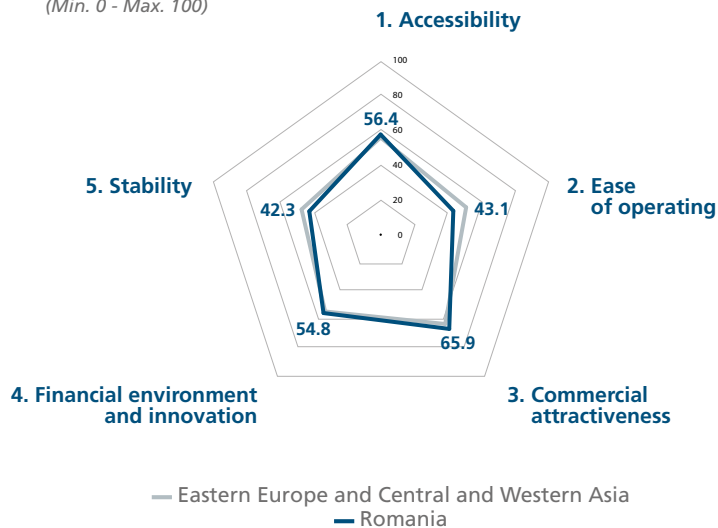 (Min. 0 - Max. 100)
1. Accessibility
100
80
60
40
20
0
56.4
5. Stability
42.3
2. Ease
of operating
43.1
54.8
65.9
4. Financial environment
and innovation
3. Commercial
attractiveness
Eastern Europe and Central and Western Asia
Romania